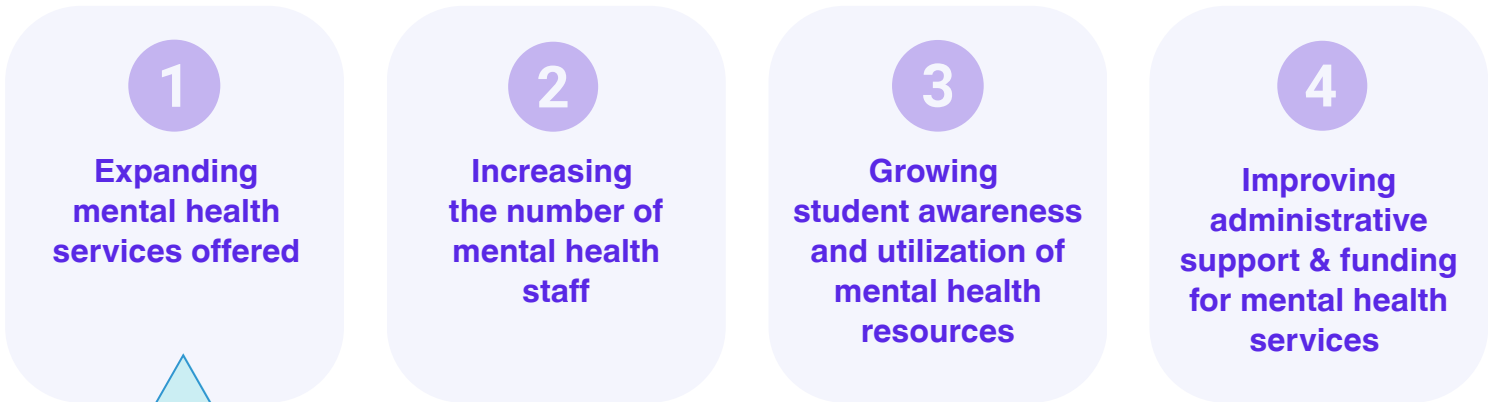 1
Expanding
mental health
services offered
2
Increasing
the number of
mental health
staff
3
Growing
student awareness
and utilization of
mental health
resources
4
Improving
administrative
support & funding
for mental health
services